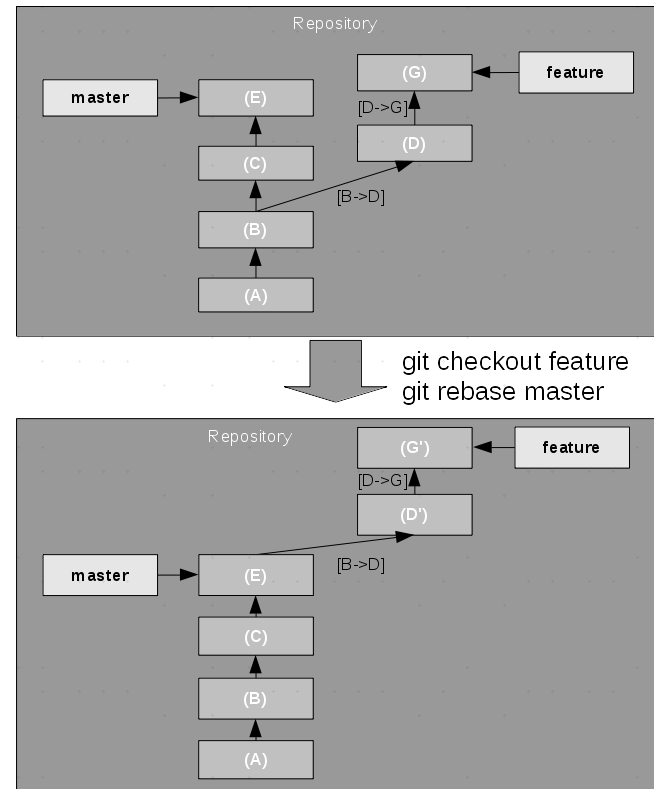 Repository
(G)
feature
master
(E)
[D->G]
(D)
(C)
[B->D]
(B)
(A)
git checkout feature
git rebase master
Repository
(G')
feature
[D->G]
(D')
[B->D]
master
(E)
(C)
(B)
(A)